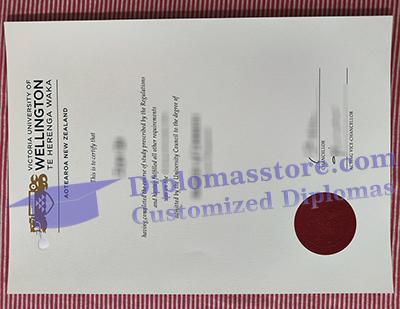 VICTORIA UNIVERSITY OF
WELLINGTON
TE HERENGA WAKA
AOTEAROA NEW ZEALAND
This is to certify that
having completed the course of study prescribed by the Regulations
and having fulfilled all other requirements
admitted by the University Council to the degree of
CHANCELLOR
VICE-CHANCELLOR
Diplomasstore.com
Customized Diplomas